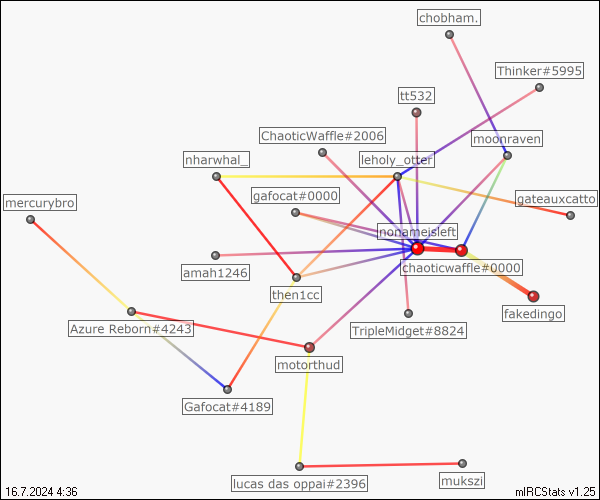 chobham.
Thinker#5995
tt532
ChaoticWaffle#2006
moonraven
nharwhal_
leholy_otter
gafocat#0000
gateauxcatto
mercurybro
nonameisleft
chaoticwaffle#0000
amah1246
then1cc
fakedingo
Azure Reborn#4243
TripleMidget#8824
motorthud
Gafocat#4189
lucas das oppai#2396
mukszi
16.7.2024 4:36
mIRCStats v1.25